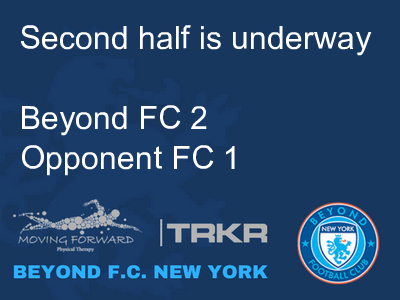 Second half is underway
Beyond FC 2
Opponent FC 1
MOVING FORWARD
Physical Therapy
TRKR
BEYOND F.C. NEW YORK
BEYOND
NEW YORK
FOOTBALL CLUB